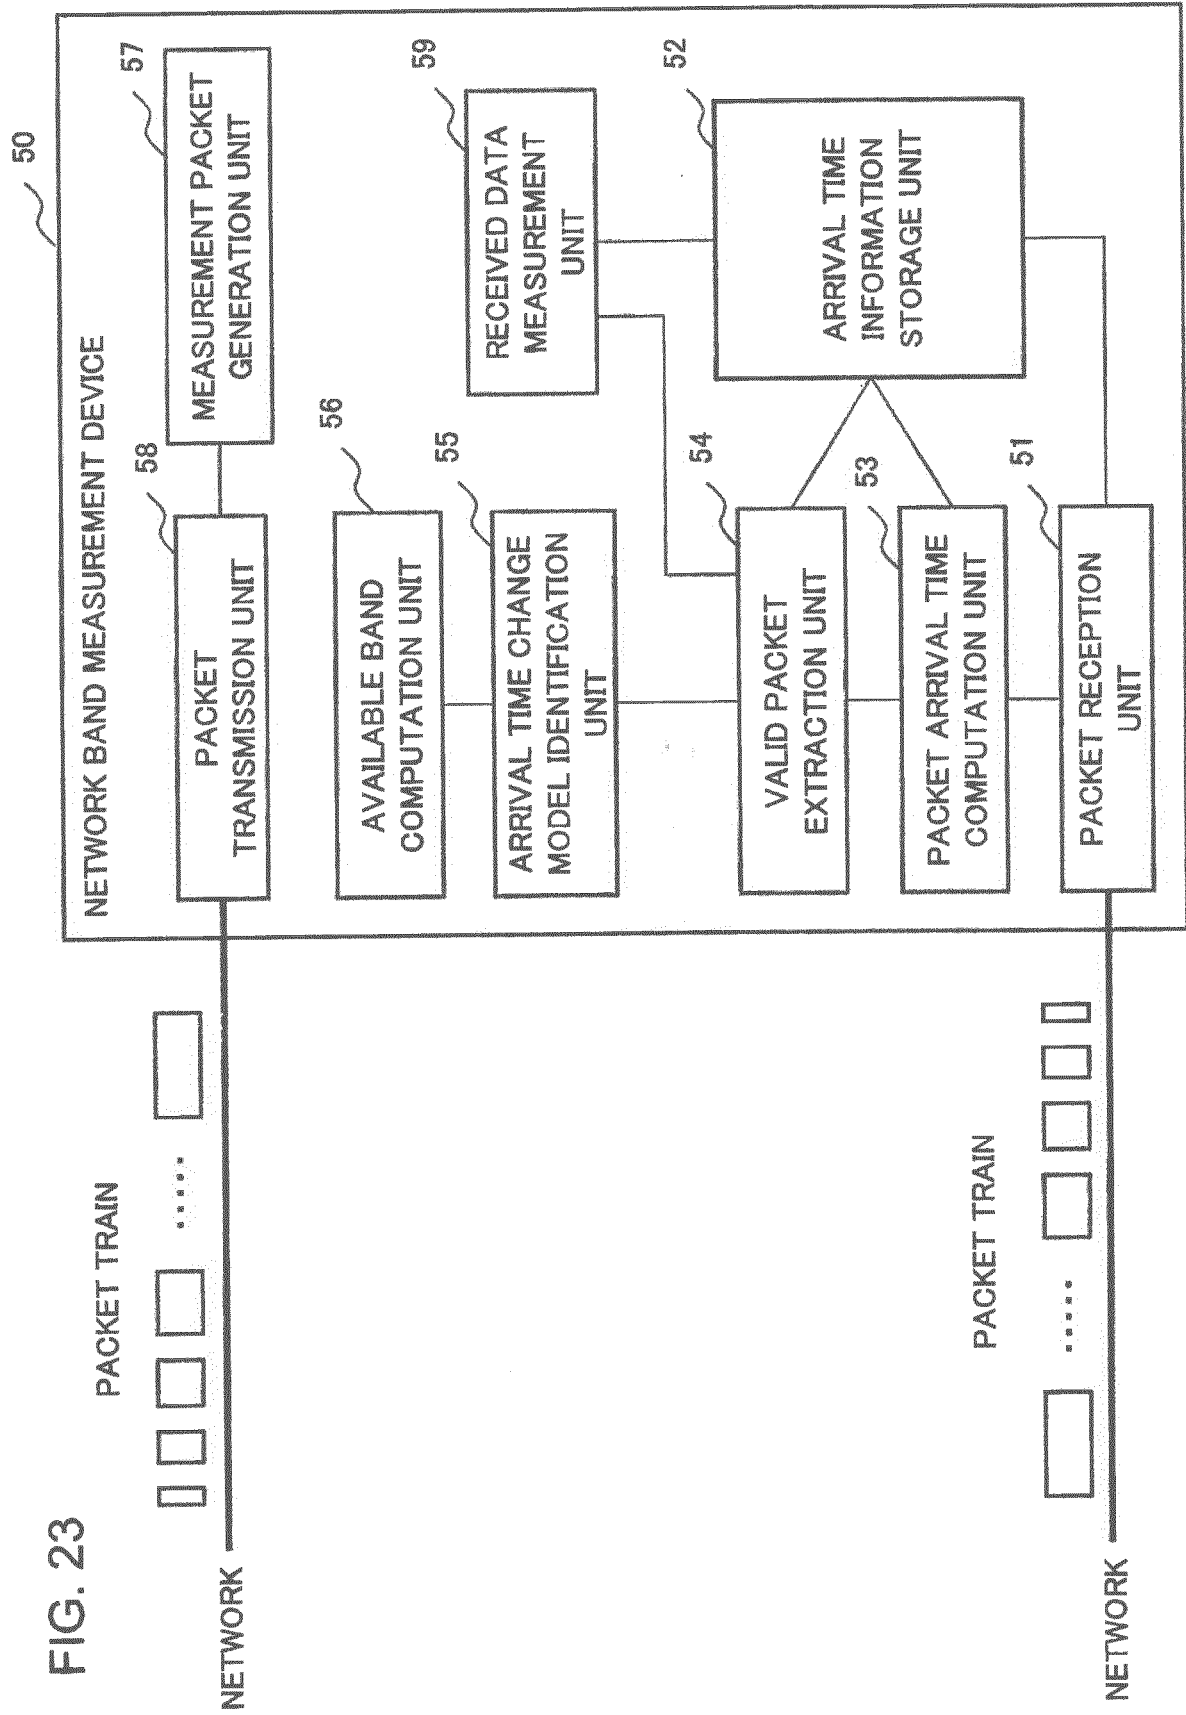 FIG. 23
50
NETWORK BAND MEASUREMENT DEVICE
PACKET TRAIN
NETWORK
58
PACKET
TRANSMISSION UNIT
57
MEASUREMENT PACKET
GENERATION UNIT
56
AVAILABLE BAND
COMPUTATION UNIT
55
ARRIVAL TIME CHANGE
MODEL IDENTIFICATION
UNIT
59
RECEIVED DATA
MEASUREMENT
UNIT
54
VALID PACKET
EXTRACTION UNIT
52
ARRIVAL TIME
INFORMATION
STORAGE UNIT
53
PACKET ARRIVAL TIME
COMPUTATION UNIT
51
PACKET RECEPTION
UNIT
PACKET TRAIN
NETWORK